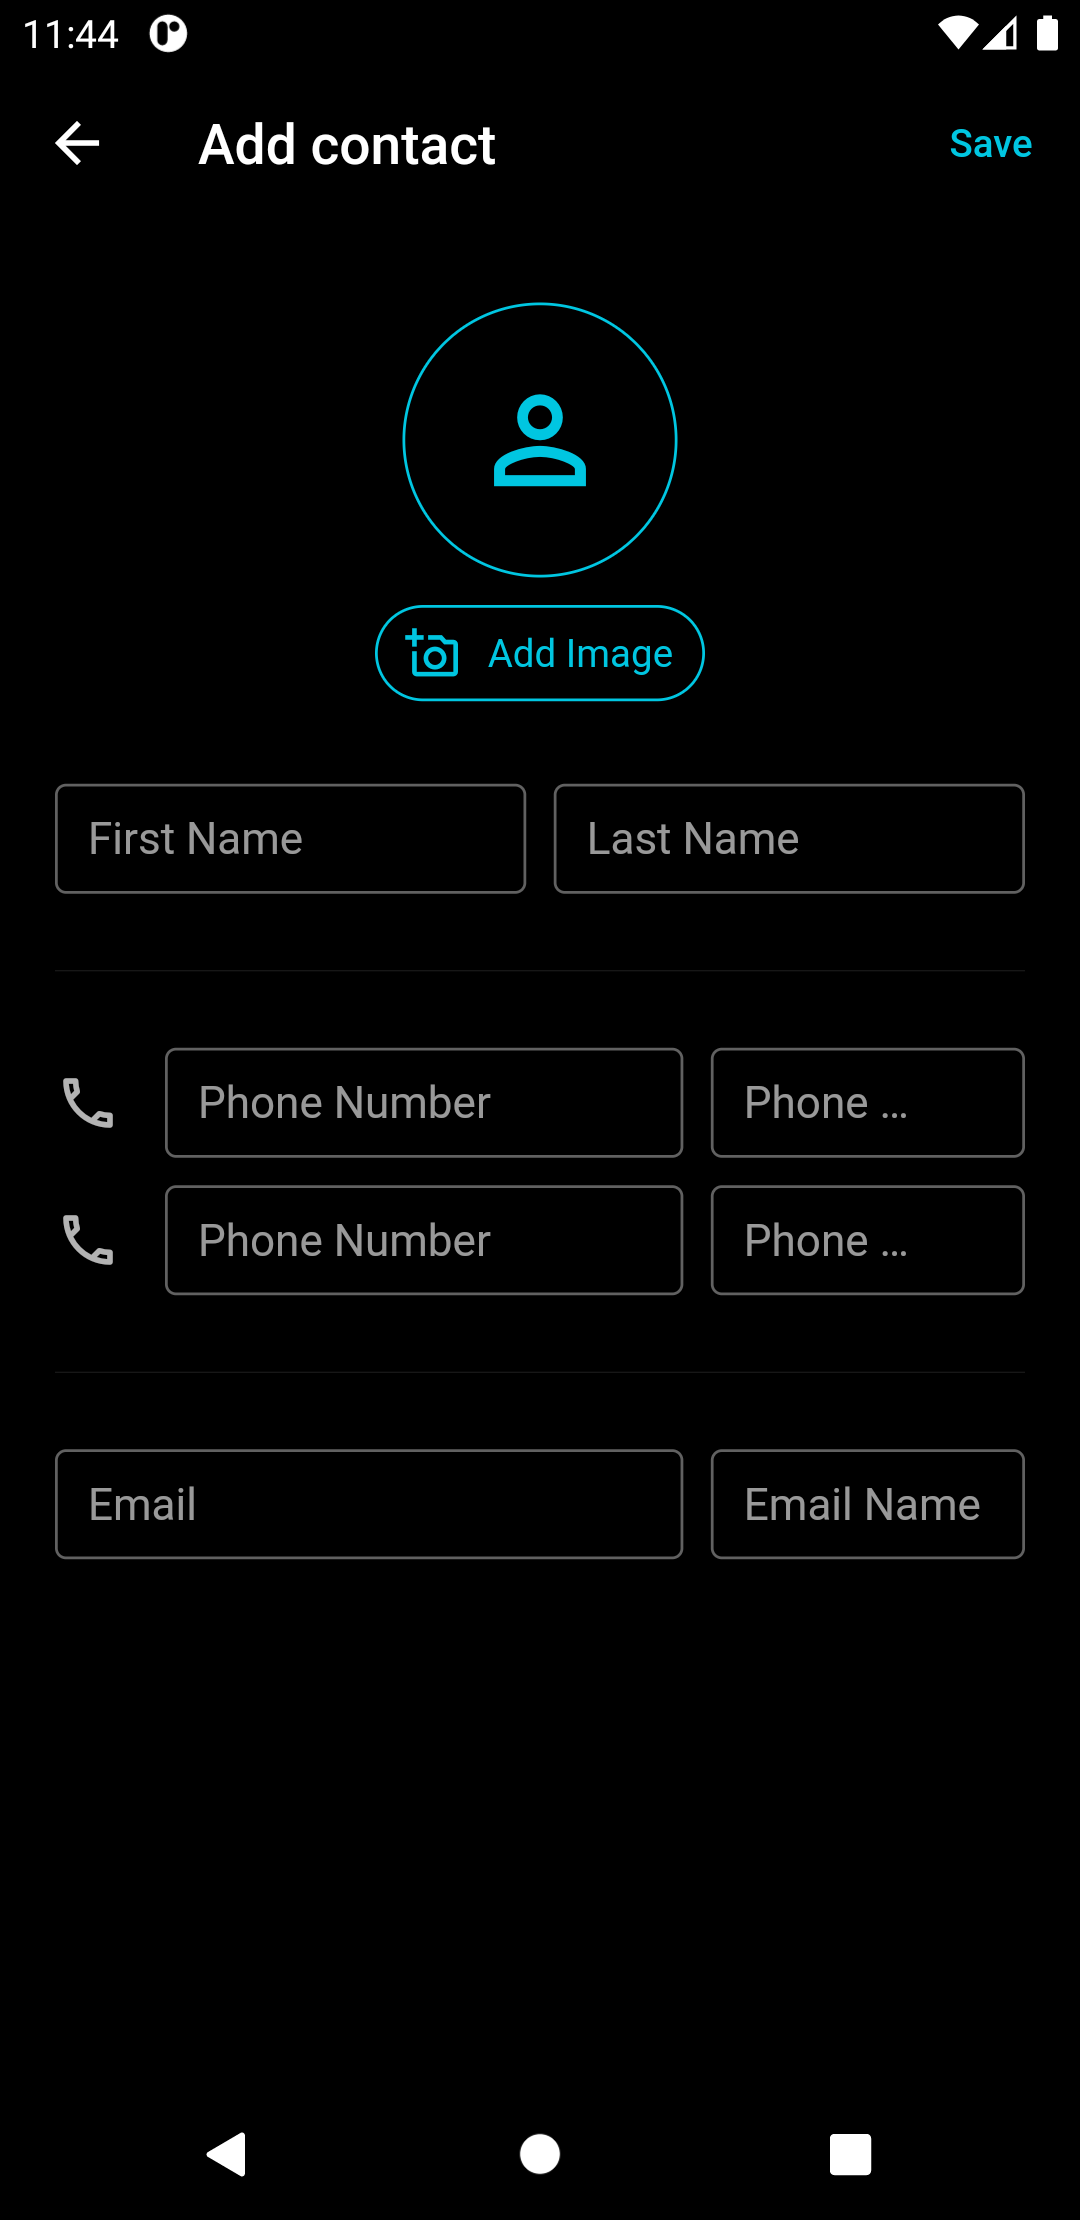 11:44
Add contact
Save
Add Image
First Name
Last Name
Phone Number
Phone ...
Phone Number
Phone ...
Email
Email Name